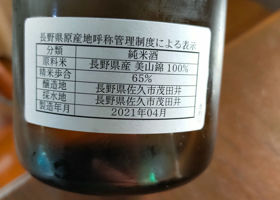 長野県原産地呼称管理制度による表示
分類 純米酒
原料米 長野県産 美山錦100%
精米歩合 65%
醸造地 長野県佐久市茂田井
採水地 長野県佐久市茂田井
製造年月 2021年04月